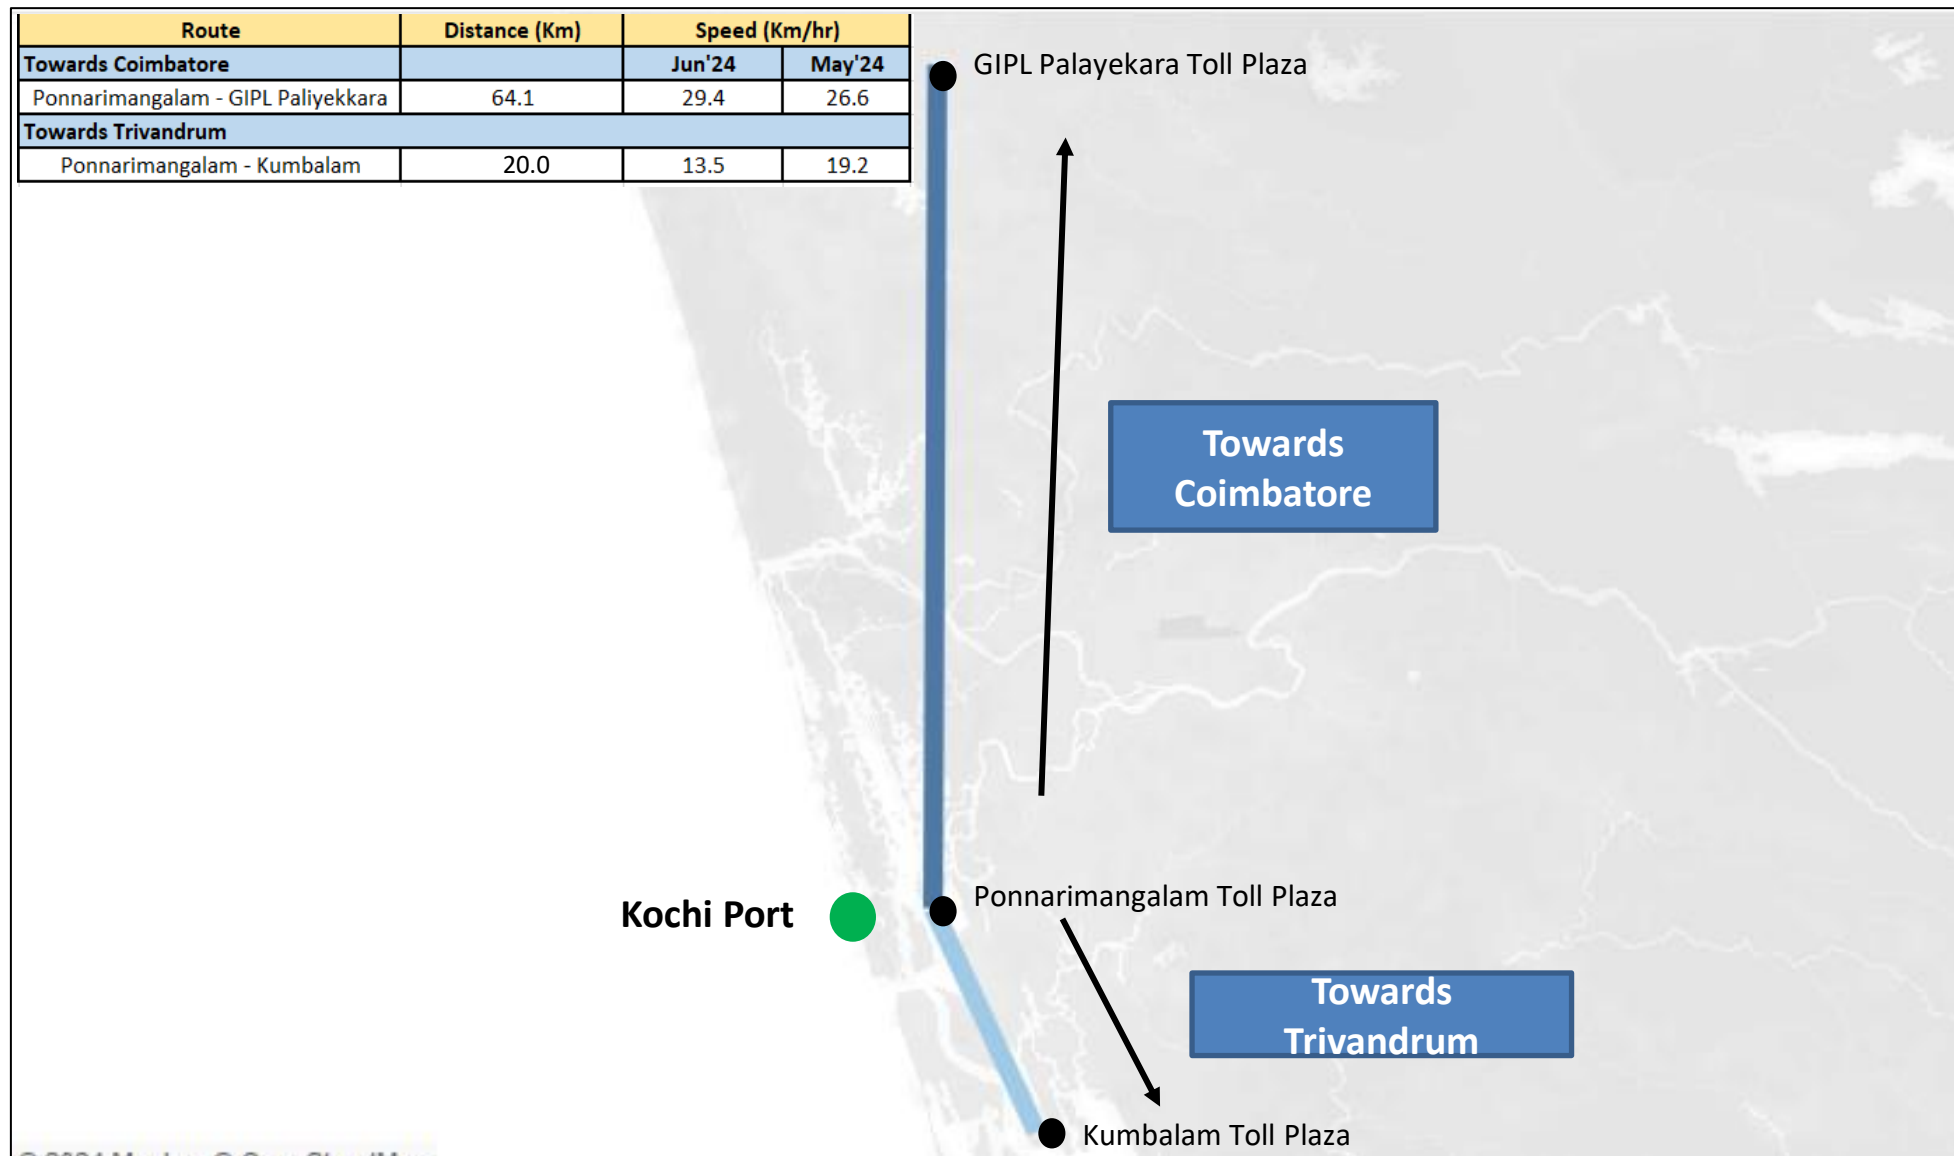 Route Distance (Km) Speed (Km/hr)
Towards Coimbatore Jun'24 May'24
Ponnarimangalam - GIPL Paliyekkara 64.1 29.4 26.6
Towards Trivandrum
Ponnarimangalam - Kumbalam 20.0 13.5 19.2
GIPL Palayekara Toll Plaza
Towards
Coimbatore
Ponnarimangalam Toll Plaza
Kochi Port
Towards
Trivandrum
Kumbalam Toll Plaza